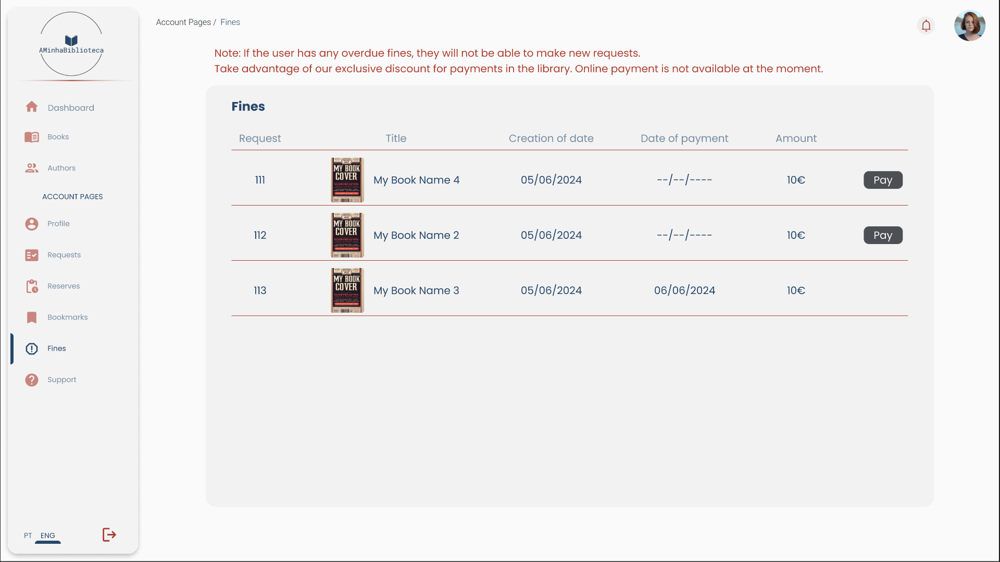 AMinhaBiblioteca
Dashboard
Books
Authors
ACCOUNT PAGES
Profile
Requests
Reserves
Bookmarks
Fines
Support
PT ENG
Account Pages / Fines
Note: If the user has any overdue fines, they will not be able to make new requests.
Take advantage of our exclusive discount for payments in the library. Online payment is not available at the moment.
Fines
Request Title Creation of date Date of payment Amount
MY BOOK
COVER
111 My Book Name 4 05/06/2024 --/--/---- 10€ Pay
MY BOOK
COVER
112 My Book Name 2 05/06/2024 --/--/---- 10€ Pay
MY BOOK
COVER
113 My Book Name 3 05/06/2024 06/06/2024 10€